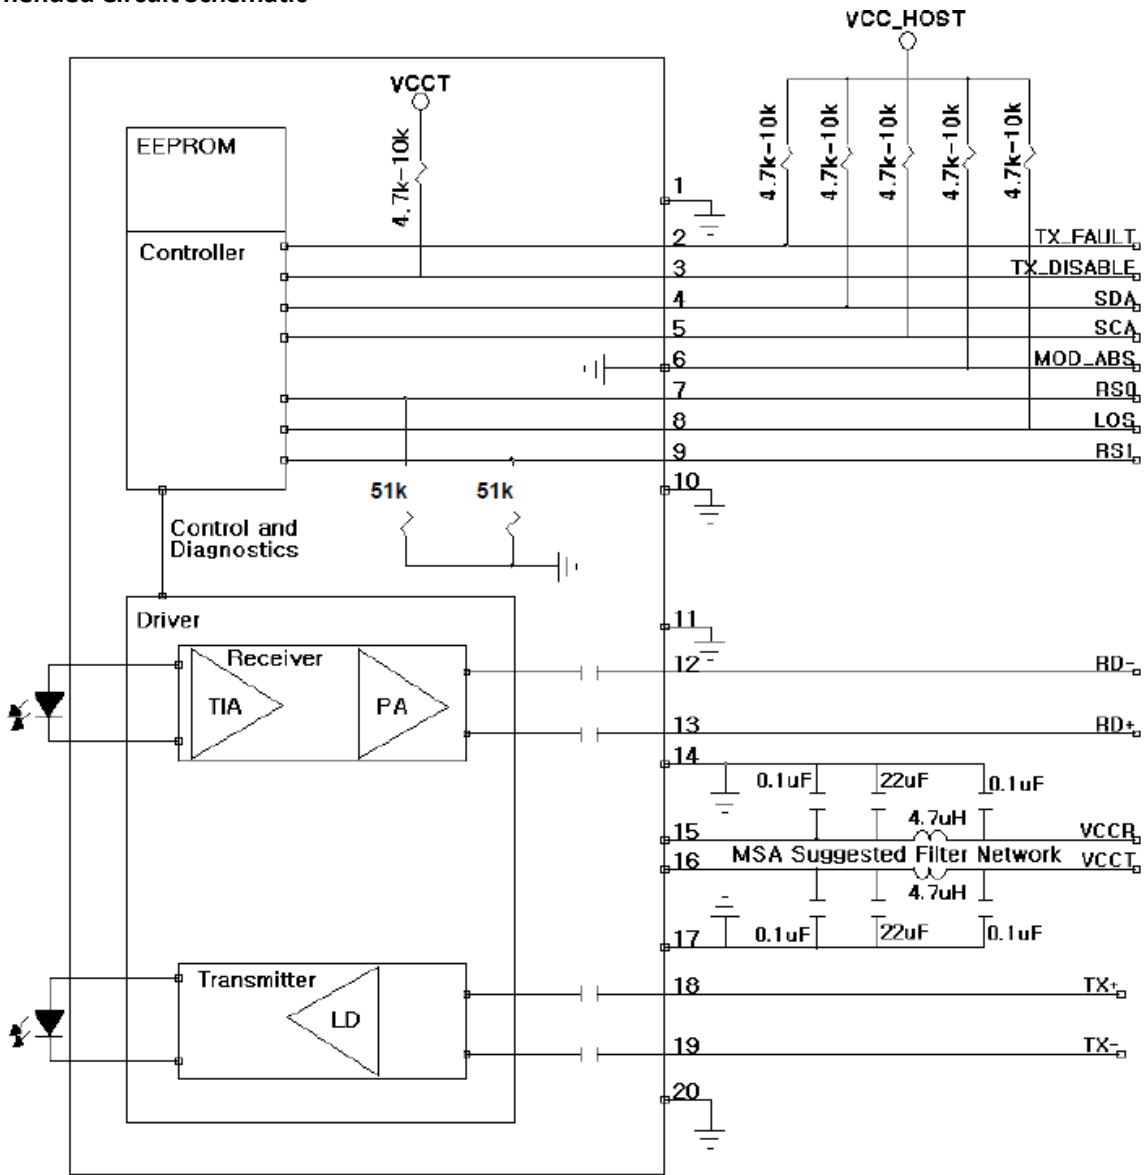 VCC_HOST
VCCT
EEPROM
4.7k-10k
4.7k-10k
4.7k-10k
4.7k-10k
4.7k-10k
4.7k-10k
1
Controller
2
TX_FAULT
3
TX_DISABLE
4
SDA
5
SCA
6
MOD_ABS
7
RS0
8
LOS
9
RS1
51k
51k
10
Control and
Diagnostics
Driver
11
Receiver
12
RD-
TIA
PA
13
RD+
14
0.1uF
22uF
0.1uF
4.7uH
15
VCCR
MSA Suggested Filter Network
16
VCCT
4.7uH
17
0.1uF
22uF
0.1uF
Transmitter
18
TX+
LD
19
TX-
20